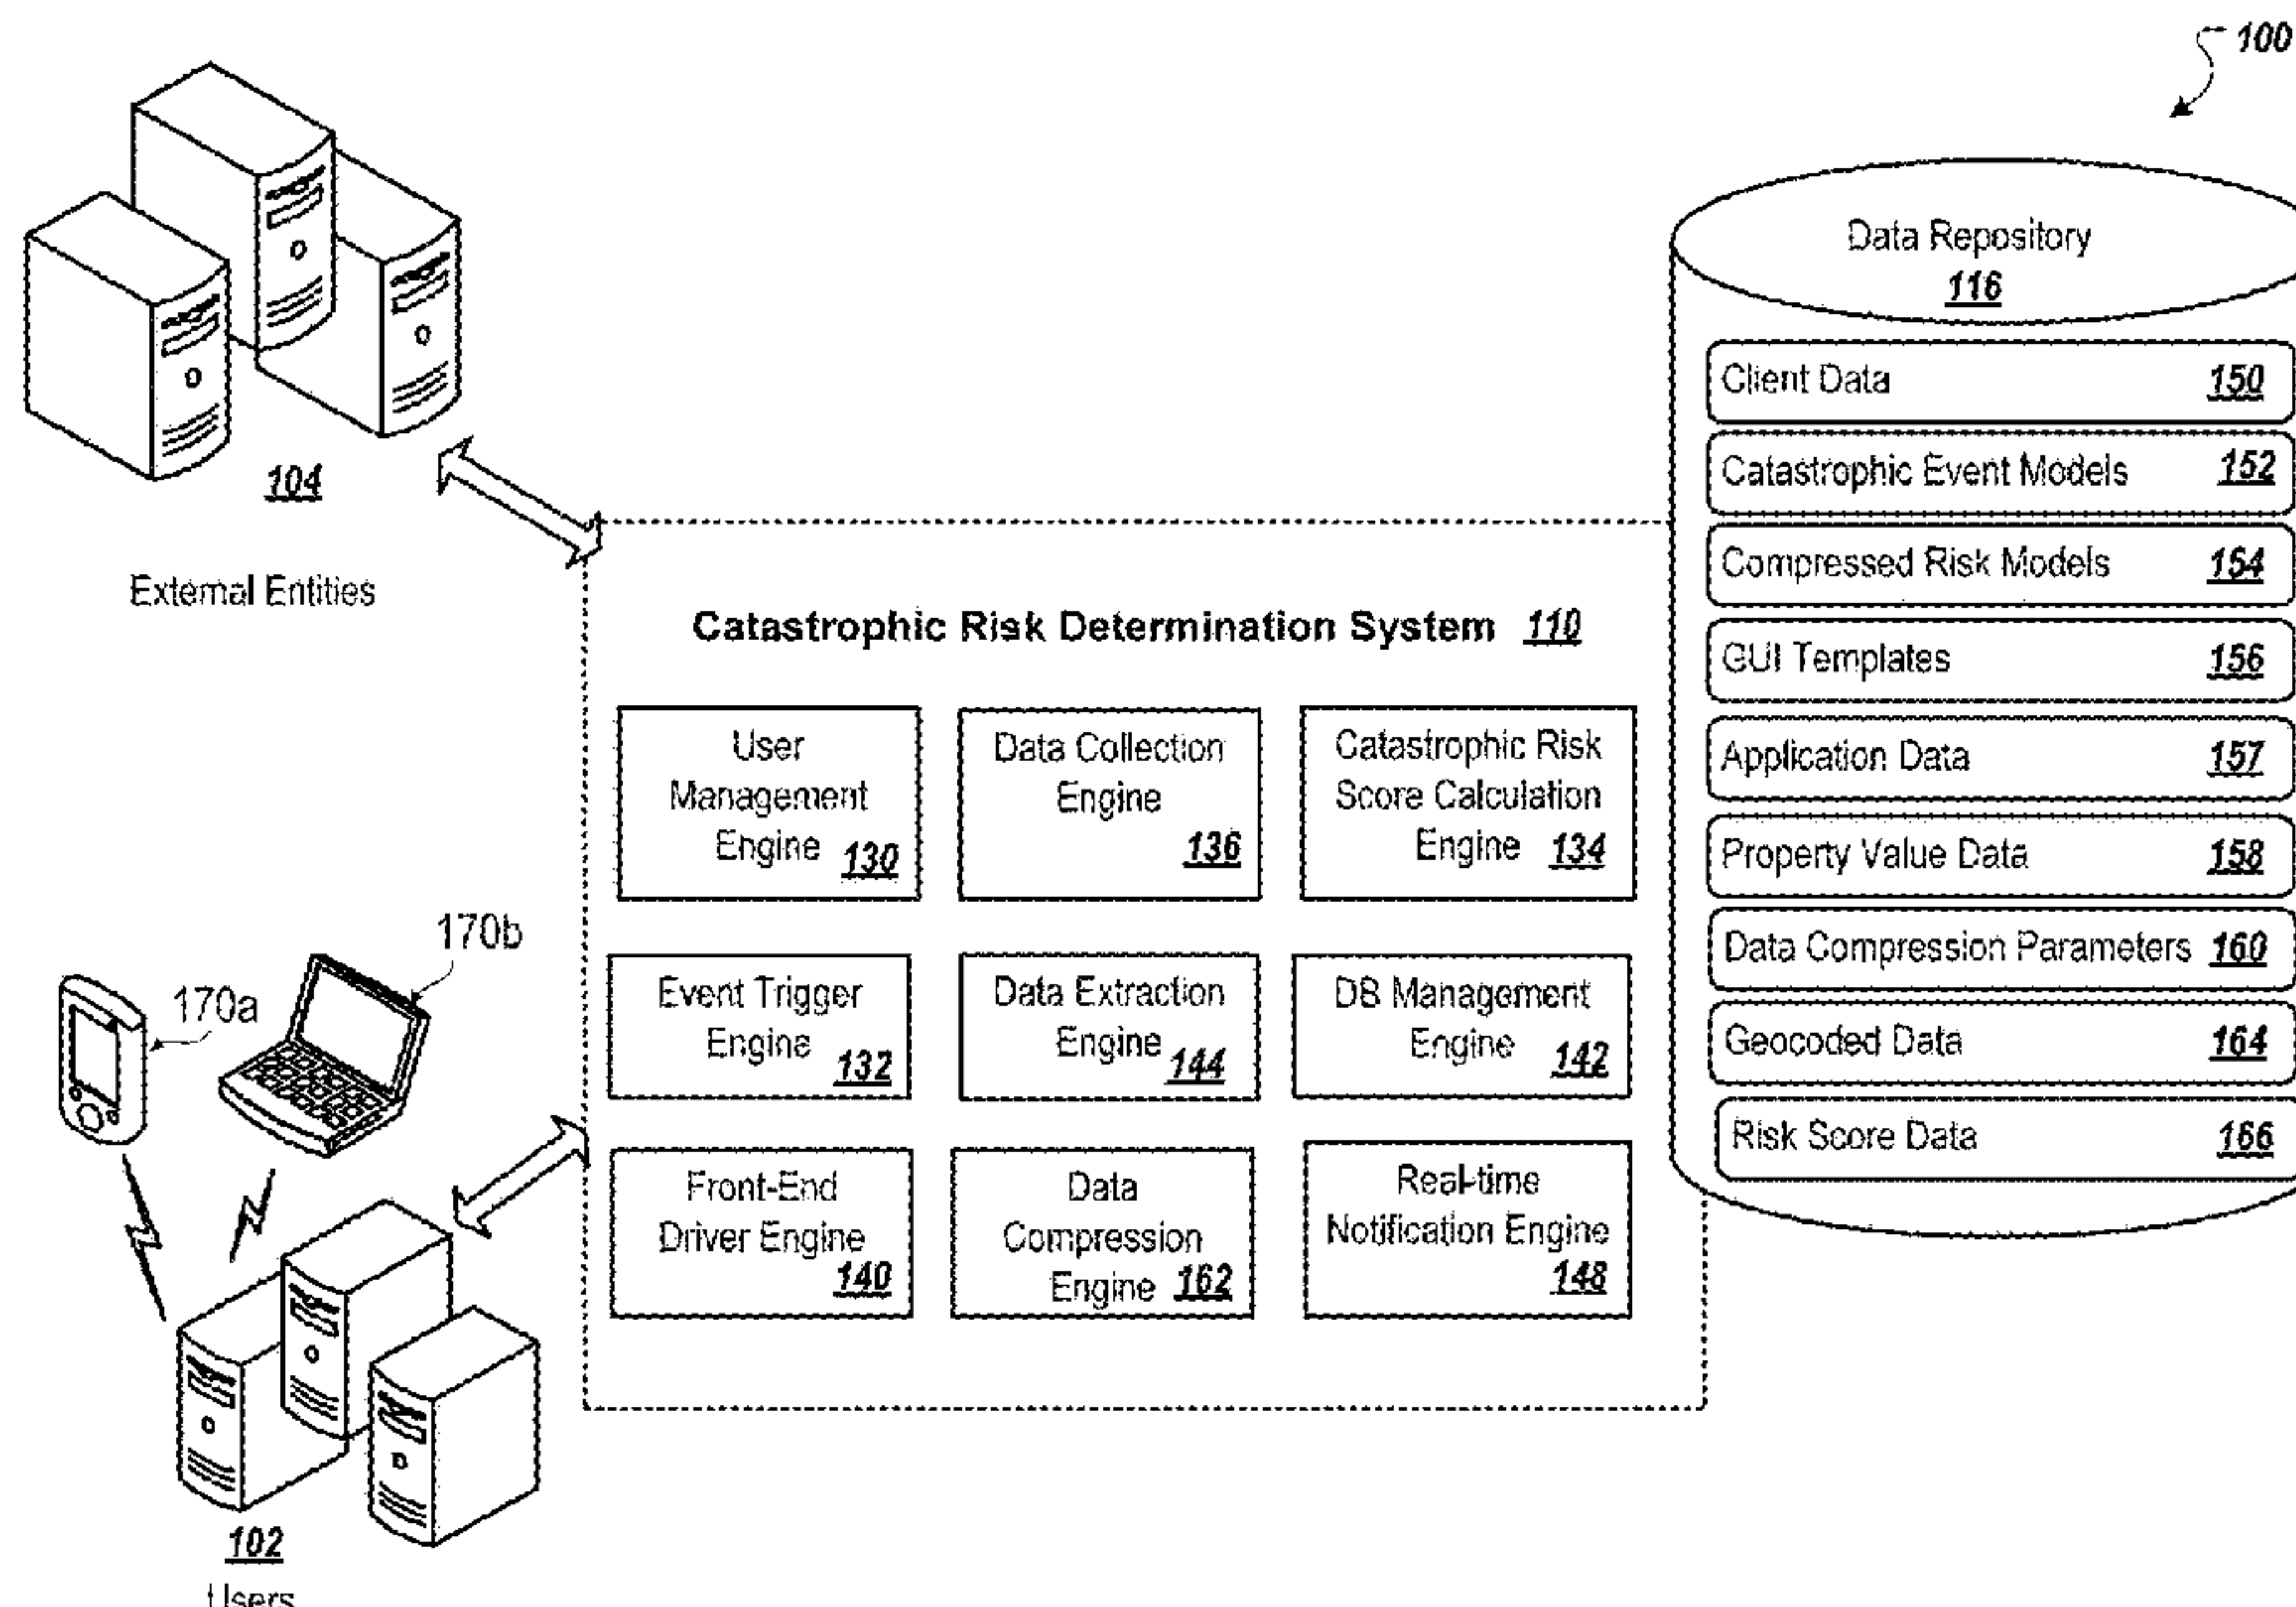 100
104
External Entities
Data Repository
116
Client Data 150
Catastrophic Event Models 152
Compressed Risk Models 154
GUI Templates 156
Application Data 157
Property Value Data 158
Data Compression Parameters 160
Geocoded Data 164
Risk Score Data 166
Catastrophic Risk Determination System 110
User
Management
Engine 130
Data Collection
Engine
136
Catastrophic Risk
Score Calculation
Engine 134
Event Trigger
Engine 132
Data Extraction
Engine 144
DB Management
Engine 142
Front-End
Driver Engine
140
Data
Compression
Engine 162
Real-time
Notification Engine
148
170a
170b
102
Users